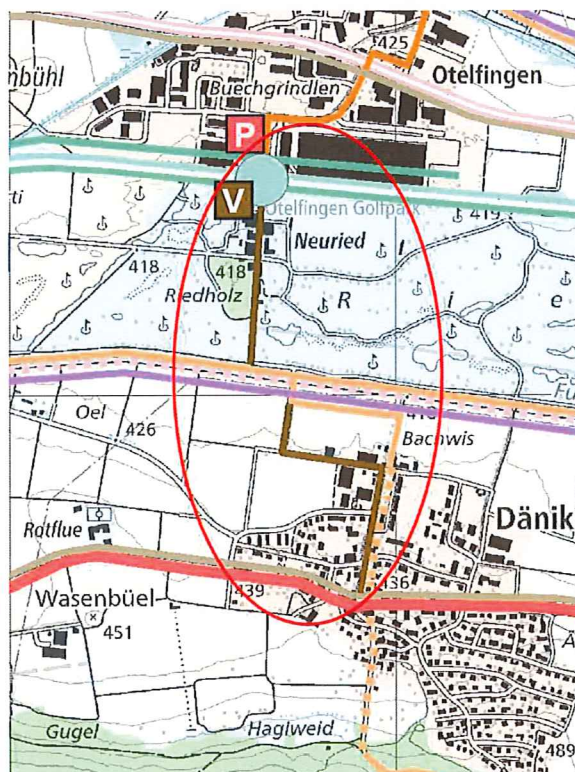 425
Otelfingen
nbühl
Buechgrindlen
P
V
Otelfingen Golfpark
ti
419
Neuried
418
418
Riedholz
R i e
Oel
426
Bachwis
Rotflue
Dänik
439
436
Wasenbüel
451
Gugel
Haglweid
489